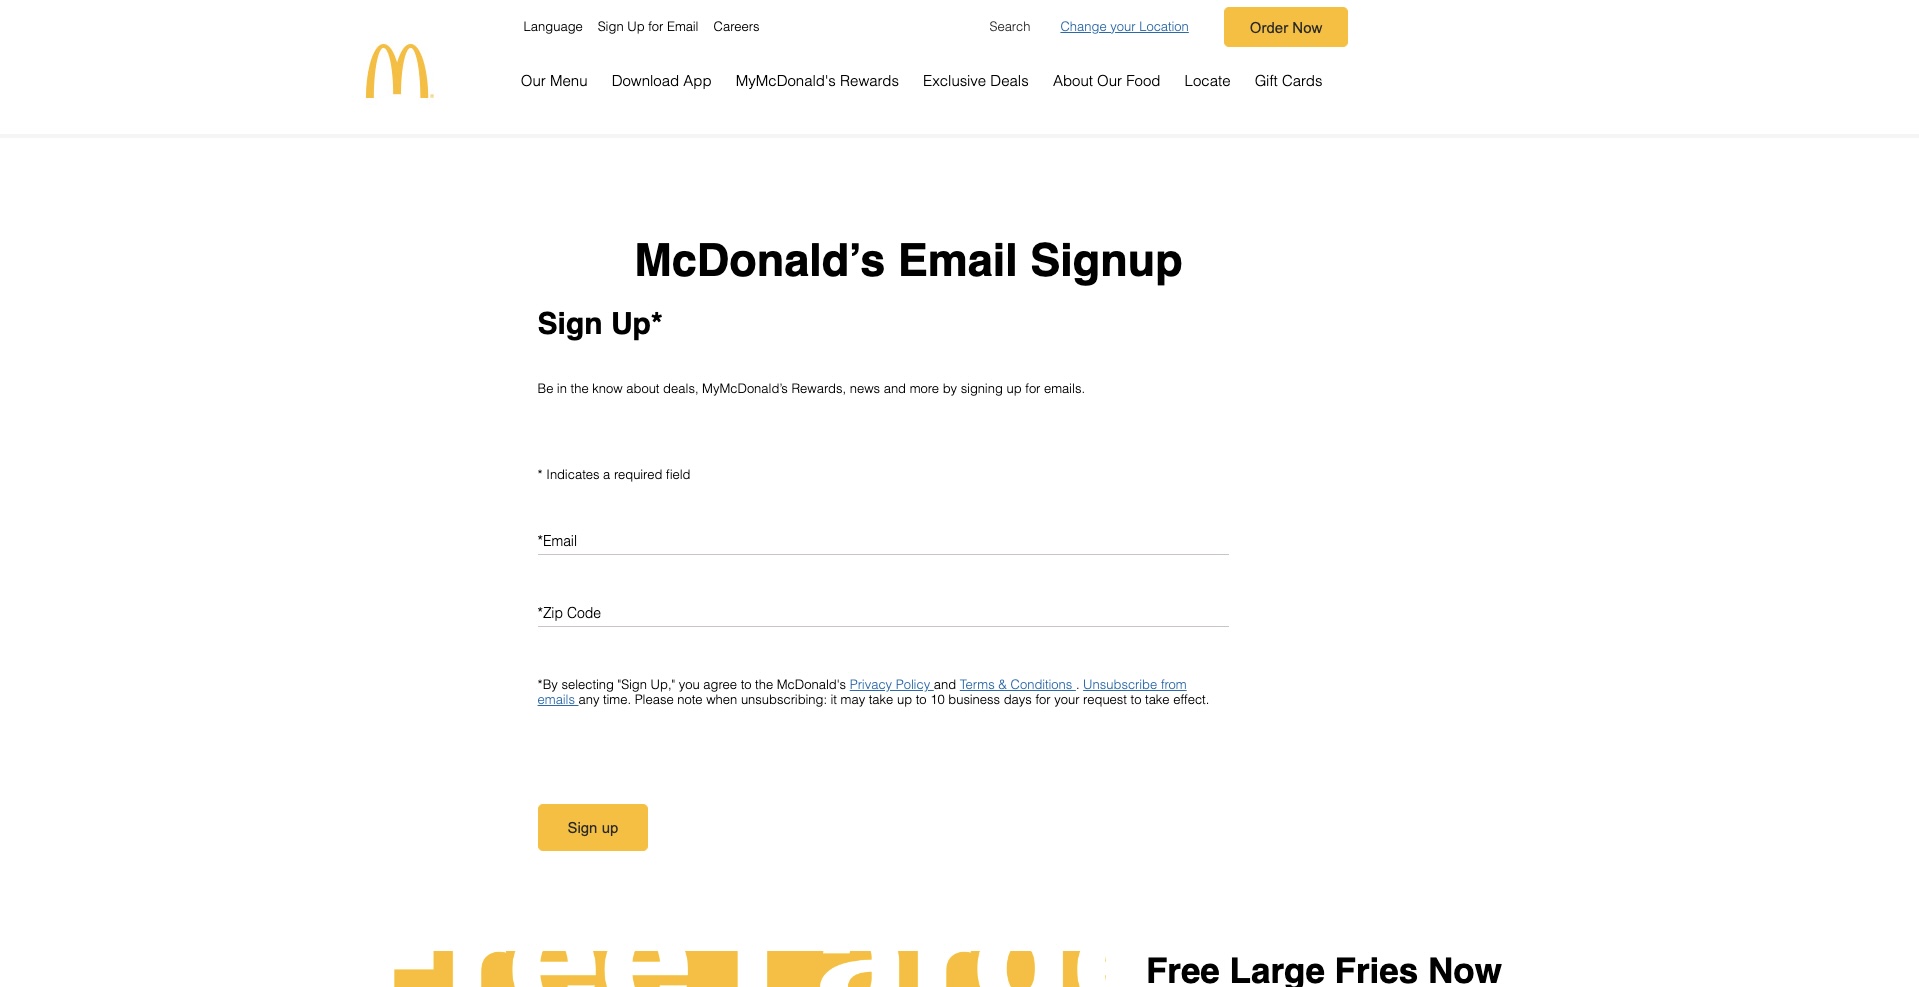 Language Sign Up for Email Careers Search Change your Location Order Now
Our Menu Download App MyMcDonald's Rewards Exclusive Deals About Our Food Locate Gift Cards
McDonald’s Email Signup
Sign Up*
Be in the know about deals, MyMcDonald’s Rewards, news and more by signing up for emails.
* Indicates a required field
*Email
*Zip Code
*By selecting "Sign Up," you agree to the McDonald's Privacy Policy and Terms & Conditions . Unsubscribe from
emails any time. Please note when unsubscribing: it may take up to 10 business days for your request to take effect.
Sign up
Free Large Fries Now